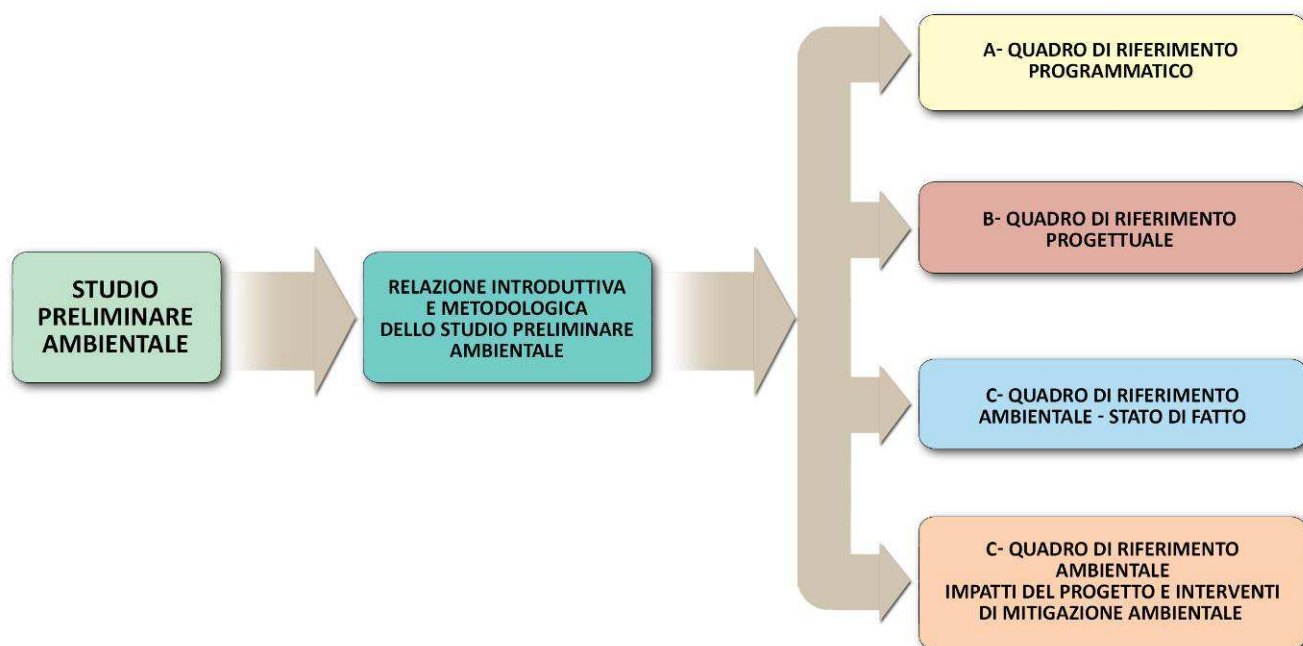 STUDIO
PRELIMINARE
AMBIENTALE
RELAZIONE INTRODUTTIVA
E METODOLOGICA
DELLO STUDIO PRELIMINARE
AMBIENTALE
A- QUADRO DI RIFERIMENTO
PROGRAMMATICO
B- QUADRO DI RIFERIMENTO
PROGETTUALE
C- QUADRO DI RIFERIMENTO
AMBIENTALE - STATO DI FATTO
C- QUADRO DI RIFERIMENTO
AMBIENTALE
IMPATTI DEL PROGETTO E INTERVENTI
DI MITIGAZIONE AMBIENTALE